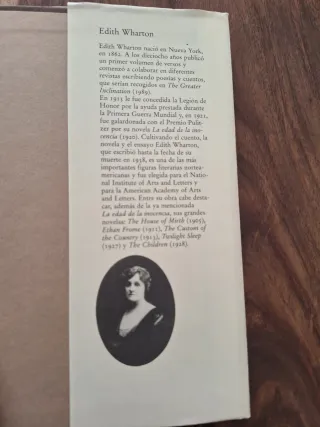 Edith Wharton
Edith Wharton nació en Nueva York,
en 1862. A los dieciocho años publicó
un primer volumen de versos y
comenzó a colaborar en diferentes
revistas escribiendo poesías y cuentos,
que serían recogidos en The Greater
Inclination (1989).
En 1915 le fue concedida la Legión de
Honor por la ayuda prestada durante
la Primera Guerra Mundial y, en 1921,
fue galardonada con el Premio Pulit-
zer por su novela La edad de la ino-
cencia (1920). Cultivando el cuento, la
novela y el ensayo Edith Wharton,
que escribió hasta la fecha de su
muerte en 1938, es una de las más
importantes figuras literarias norte-
americanas y fue elegida para el Natio-
nal Institute of Arts and Letters y
para la American Academy of Arts
and Letters. Entre su obra cabe desta-
car, además de la ya mencionada
La edad de la inocencia, sus grandes
novelas: The House of Mirth (1905),
Ethan Frome (1911), The Custom of
the Country (1913), Twilight Sleep
(1927) y The Children (1928).